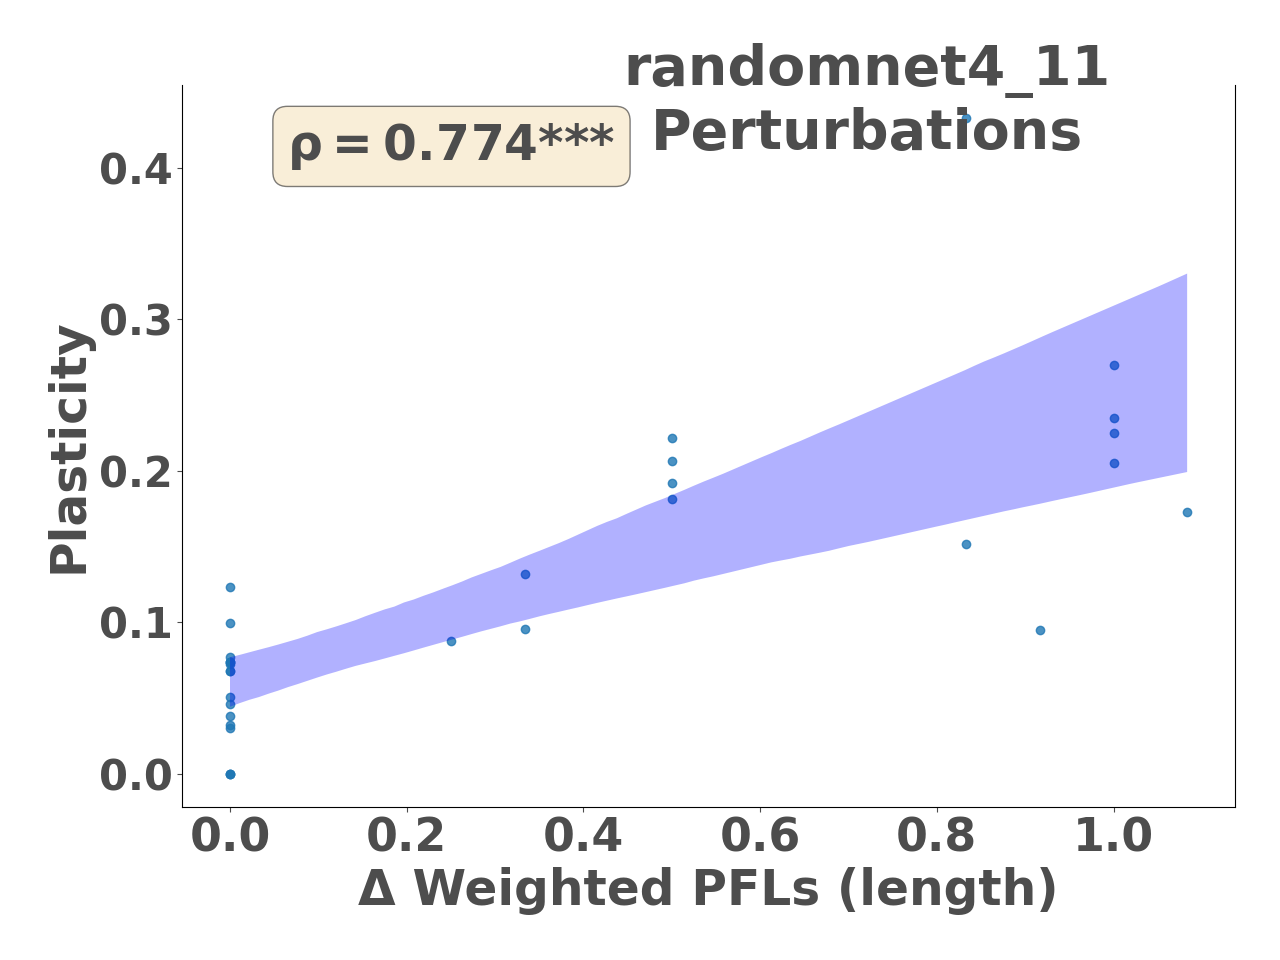 randomnet4_11
Perturbations
ρ = 0.774***
Plasticity
0.4
0.3
0.2
0.1
0.0
0.0 0.2 0.4 0.6 0.8 1.0
Δ Weighted PFLs (length)